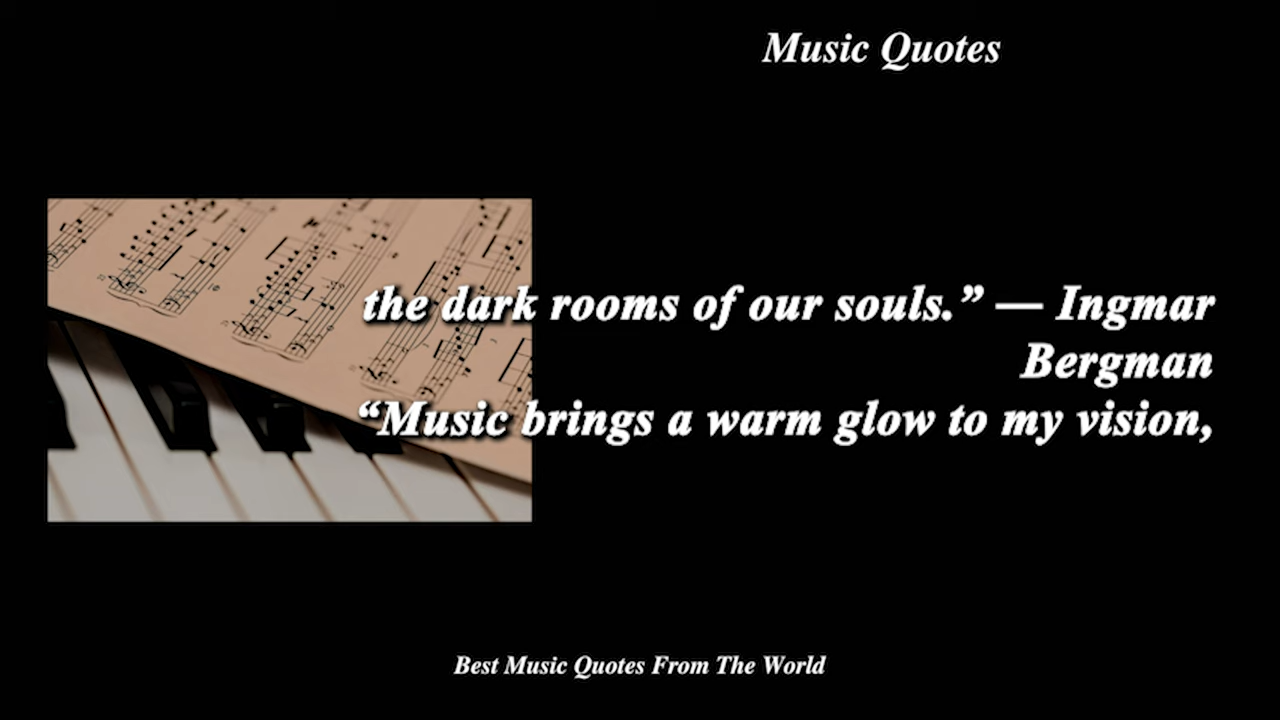 Music Quotes
the dark rooms of our souls.” — Ingmar
Bergman
“Music brings a warm glow to my vision,
Best Music Quotes From The World